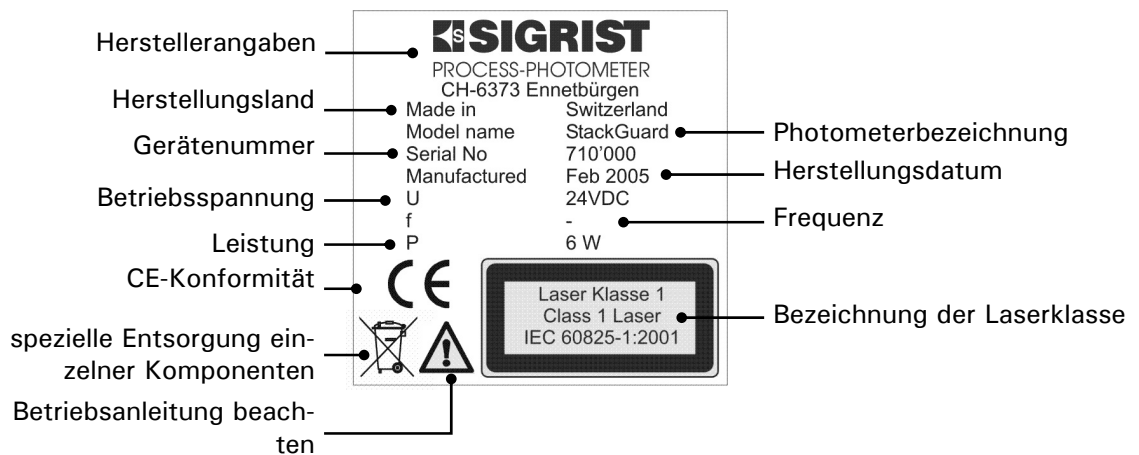 Herstellerangaben
SIGRIST
PROCESS-PHOTOMETER
CH-6373 Ennetbürgen
Herstellungsland
Made in Switzerland
Model name StackGuard
Photometerbezeichnung
Gerätenummer
Serial No 710'000
Manufactured Feb 2005
Herstellungsdatum
Betriebsspannung
U 24VDC
f -
Frequenz
Leistung
P 6 W
CE-Konformität
CE
Laser Klasse 1
Class 1 Laser
IEC 60825-1:2001
Bezeichnung der Laserklasse
spezielle Entsorgung ein-
zelner Komponenten
Betriebsanleitung beach-
ten